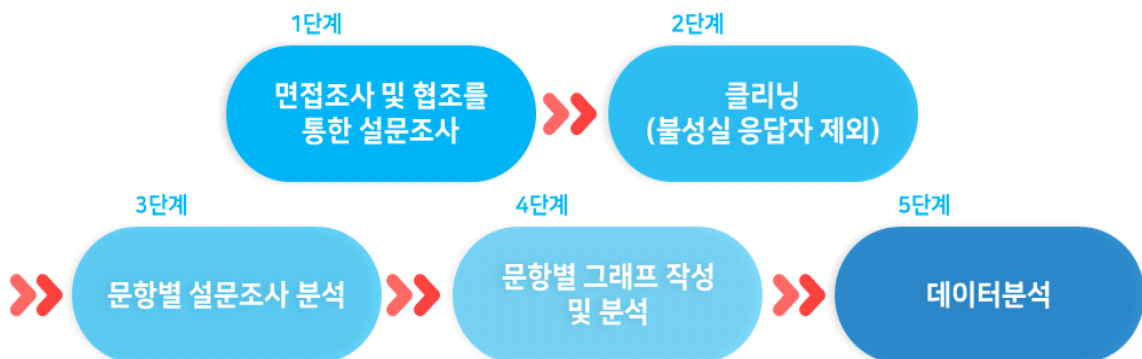 1단계
면접조사 및 협조를
통한 설문조사
2단계
클리닝
(불성실 응답자 제외)
3단계
문항별 설문조사 분석
4단계
문항별 그래프 작성
및 분석
5단계
데이터분석